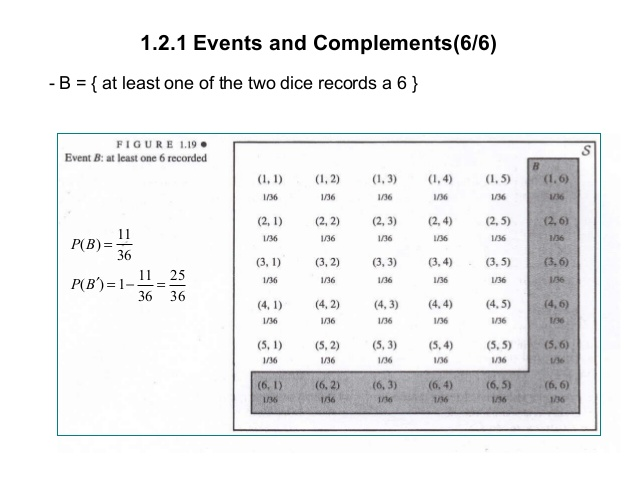 1.2.1 Events and Complements(6/6)
- B = { at least one of the two dice records a 6 }
FIGURE 1.19 ●
Event B: at least one 6 recorded
S
B
(1, 1) (1, 2) (1, 3) (1, 4) (1, 5) (1, 6)
1/36 1/36 1/36 1/36 1/36 1/36
(2, 1) (2, 2) (2, 3) (2, 4) (2, 5) (2, 6)
1/36 1/36 1/36 1/36 1/36 1/36
P(B) = 11/36
(3, 1) (3, 2) (3, 3) (3, 4) (3, 5) (3, 6)
1/36 1/36 1/36 1/36 1/36 1/36
P(B′) = 1 − 11/36 = 25/36
(4, 1) (4, 2) (4, 3) (4, 4) (4, 5) (4, 6)
1/36 1/36 1/36 1/36 1/36 1/36
(5, 1) (5, 2) (5, 3) (5, 4) (5, 5) (5, 6)
1/36 1/36 1/36 1/36 1/36 1/36
(6, 1) (6, 2) (6, 3) (6, 4) (6, 5) (6, 6)
1/36 1/36 1/36 1/36 1/36 1/36